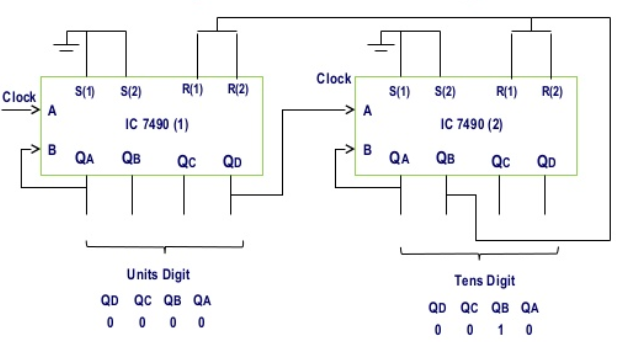 S(1) S(2) R(1) R(2)
Clock
A
IC 7490 (1)
B
QA QB QC QD
Clock
S(1) S(2) R(1) R(2)
A
IC 7490 (2)
B
QA QB QC QD
Units Digit
QD QC QB QA
0 0 0 0
Tens Digit
QD QC QB QA
0 0 1 0